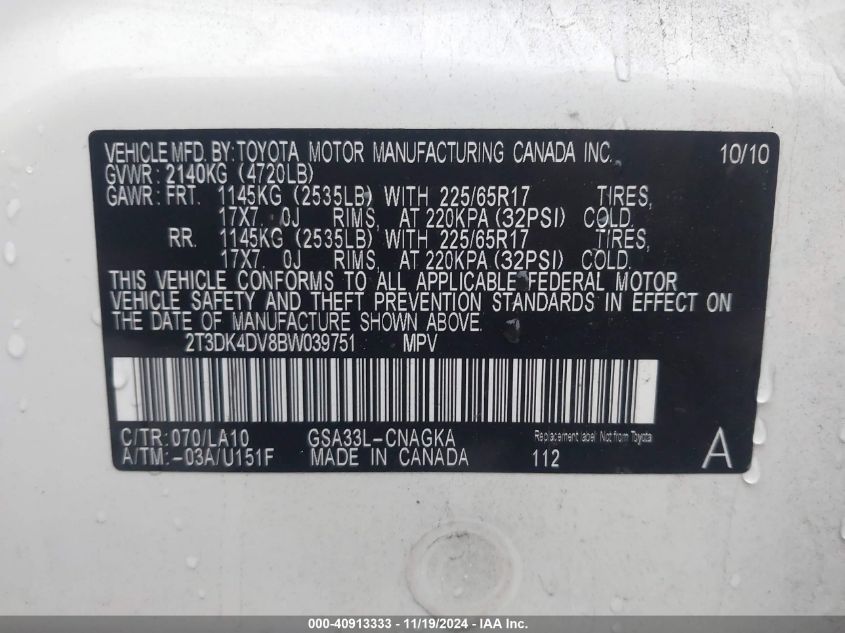 VEHICLE MFD. BY: TOYOTA MOTOR MANUFACTURING CANADA INC. 10/10
GVWR: 2140KG (4720LB)
GAWR: FRT. 1145KG (2535LB) WITH 225/65R17 TIRES,
17X7. 0J RIMS, AT 220KPA (32PSI) COLD.
RR. 1145KG (2535LB) WITH 225/65R17 TIRES,
17X7. 0J RIMS, AT 220KPA (32PSI) COLD.
THIS VEHICLE CONFORMS TO ALL APPLICABLE FEDERAL MOTOR
VEHICLE SAFETY AND THEFT PREVENTION STANDARDS IN EFFECT ON
THE DATE OF MANUFACTURE SHOWN ABOVE.
2T3DK4DV8BW039751 MPV
C/TR: 070/LA10 GSA33L-CNAGKA Replacement label Not from Toyota
A/TM: -03A/U151F MADE IN CANADA 112 A
000-40913333 - 11/19/2024 - IAA Inc.